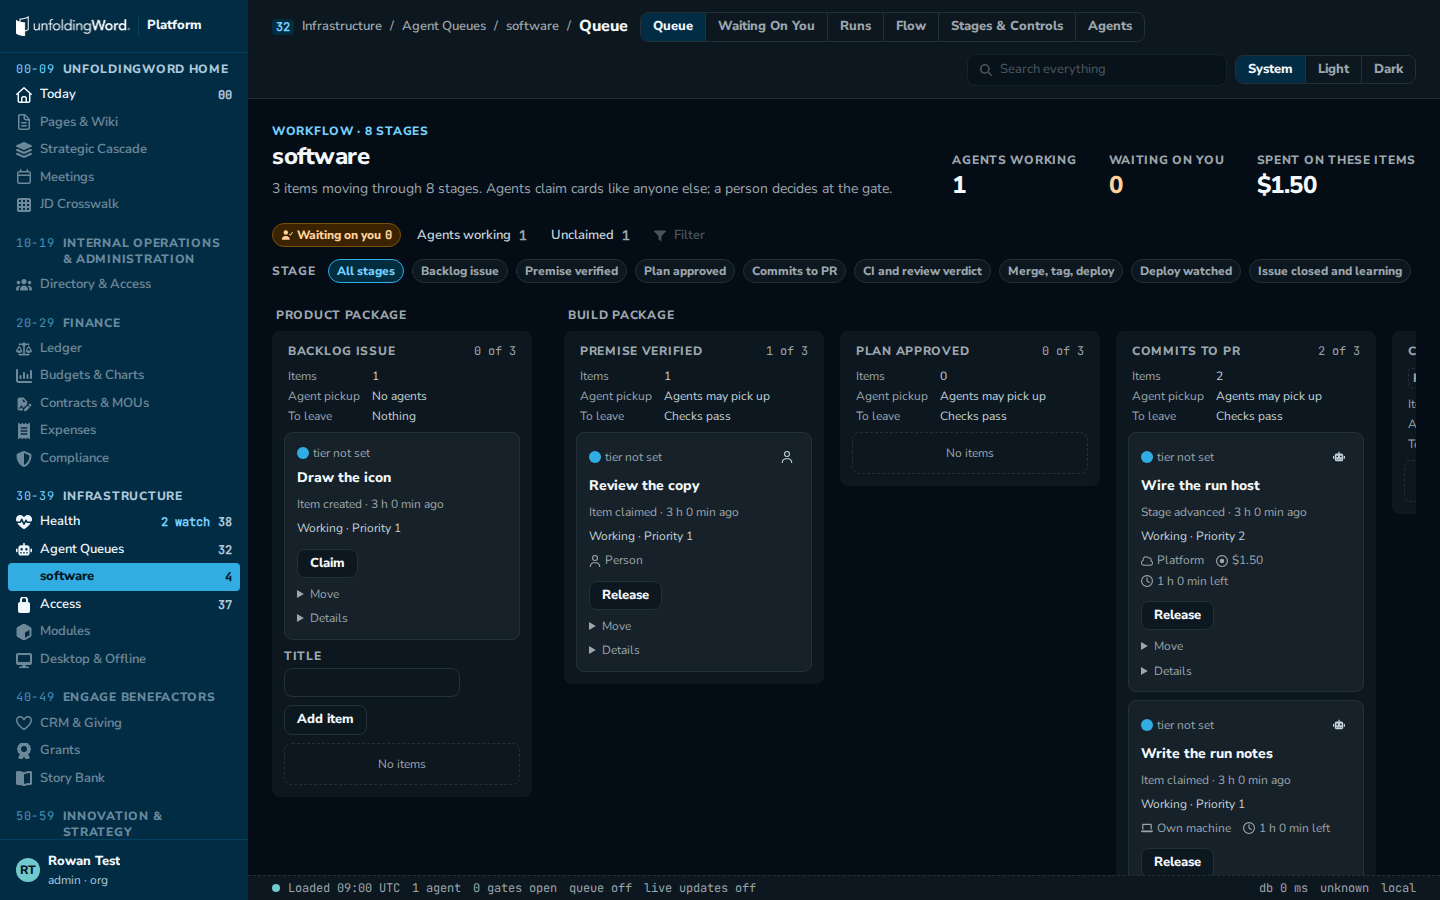 unfoldingWord. Platform
00-09 UNFOLDINGWORD HOME
Today 00
Pages & Wiki
Strategic Cascade
Meetings
JD Crosswalk
10-19 INTERNAL OPERATIONS
& ADMINISTRATION
Directory & Access
20-29 FINANCE
Ledger
Budgets & Charts
Contracts & MOUs
Expenses
Compliance
30-39 INFRASTRUCTURE
Health 2 watch 38
Agent Queues 32
software 4
Access 37
Modules
Desktop & Offline
40-49 ENGAGE BENEFACTORS
CRM & Giving
Grants
Story Bank
50-59 INNOVATION &
STRATEGY
RT Rowan Test
admin · org
32 Infrastructure / Agent Queues / software / Queue
Queue Waiting On You Runs Flow Stages & Controls Agents
Search everything
System Light Dark
WORKFLOW · 8 STAGES
software
3 items moving through 8 stages. Agents claim cards like anyone else; a person decides at the gate.
AGENTS WORKING
1
WAITING ON YOU
0
SPENT ON THESE ITEMS
$1.50
Waiting on you 0 Agents working 1 Unclaimed 1 Filter
STAGE All stages Backlog issue Premise verified Plan approved Commits to PR CI and review verdict Merge, tag, deploy Deploy watched Issue closed and learning
PRODUCT PACKAGE
BACKLOG ISSUE 0 of 3
Items 1
Agent pickup No agents
To leave Nothing
tier not set
Draw the icon
Item created · 3 h 0 min ago
Working · Priority 1
Claim
Move
Details
TITLE
Add item
No items
BUILD PACKAGE
PREMISE VERIFIED 1 of 3
Items 1
Agent pickup Agents may pick up
To leave Checks pass
tier not set
Review the copy
Item claimed · 3 h 0 min ago
Working · Priority 1
Person
Release
Move
Details
PLAN APPROVED 0 of 3
Items 0
Agent pickup Agents may pick up
To leave Checks pass
No items
COMMITS TO PR 2 of 3
Items 2
Agent pickup Agents may pick up
To leave Checks pass
tier not set
Wire the run host
Stage advanced · 3 h 0 min ago
Working · Priority 2
Platform $1.50
1 h 0 min left
Release
Move
Details
tier not set
Write the run notes
Item claimed · 3 h 0 min ago
Working · Priority 1
Own machine 1 h 0 min left
Release
Loaded 09:00 UTC 1 agent 0 gates open queue off live updates off
db 0 ms unknown local